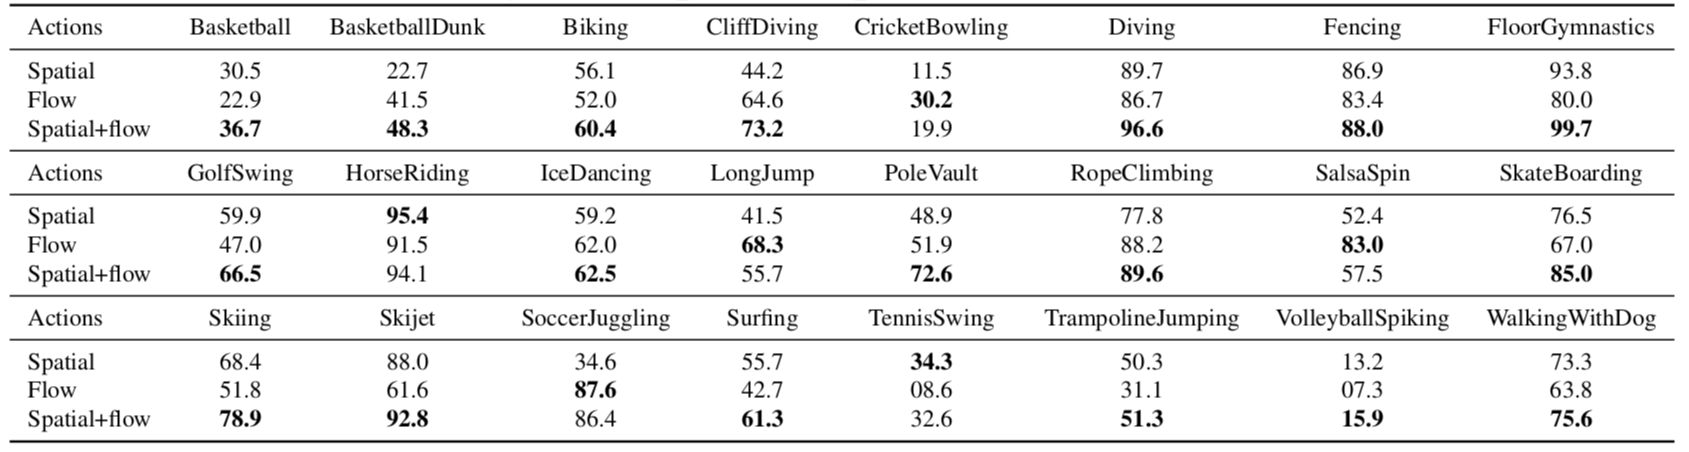 Actions Basketball BasketballDunk Biking CliffDiving CricketBowling Diving Fencing FloorGymnastics
Spatial 30.5 22.7 56.1 44.2 11.5 89.7 86.9 93.8
Flow 22.9 41.5 52.0 64.6 30.2 86.7 83.4 80.0
Spatial+flow 36.7 48.3 60.4 73.2 19.9 96.6 88.0 99.7
Actions GolfSwing HorseRiding IceDancing LongJump PoleVault RopeClimbing SalsaSpin SkateBoarding
Spatial 59.9 95.4 59.2 41.5 48.9 77.8 52.4 76.5
Flow 47.0 91.5 62.0 68.3 51.9 88.2 83.0 67.0
Spatial+flow 66.5 94.1 62.5 55.7 72.6 89.6 57.5 85.0
Actions Skiing Skijet SoccerJuggling Surfing TennisSwing TrampolineJumping VolleyballSpiking WalkingWithDog
Spatial 68.4 88.0 34.6 55.7 34.3 50.3 13.2 73.3
Flow 51.8 61.6 87.6 42.7 08.6 31.1 07.3 63.8
Spatial+flow 78.9 92.8 86.4 61.3 32.6 51.3 15.9 75.6